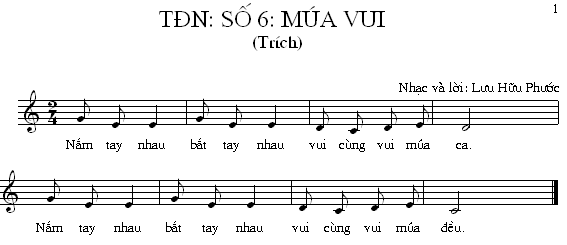 1
TĐN: SỐ 6: MÚA VUI
(Trích)
Nhạc và lời: Lưu Hữu Phước
2
4
Nắm tay nhau bắt tay nhau vui cùng vui múa ca.
Nắm tay nhau bắt tay nhau vui cùng vui múa đều.